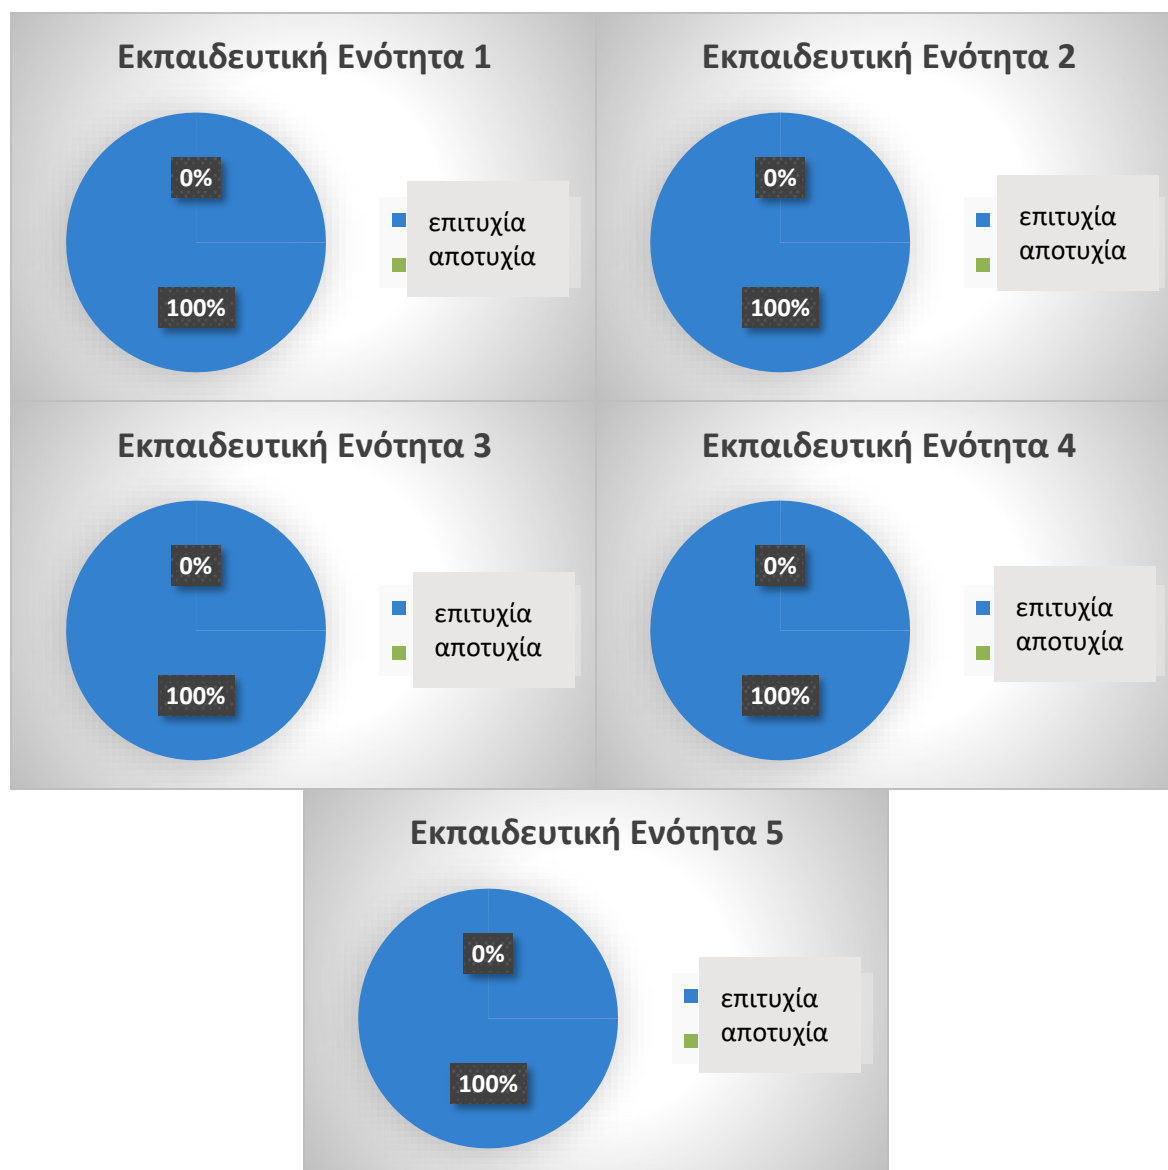 Εκπαιδευτική Ενότητα 1
0%
100%
επιτυχία
αποτυχία
Εκπαιδευτική Ενότητα 2
0%
100%
επιτυχία
αποτυχία
Εκπαιδευτική Ενότητα 3
0%
100%
επιτυχία
αποτυχία
Εκπαιδευτική Ενότητα 4
0%
100%
επιτυχία
αποτυχία
Εκπαιδευτική Ενότητα 5
0%
100%
επιτυχία
αποτυχία